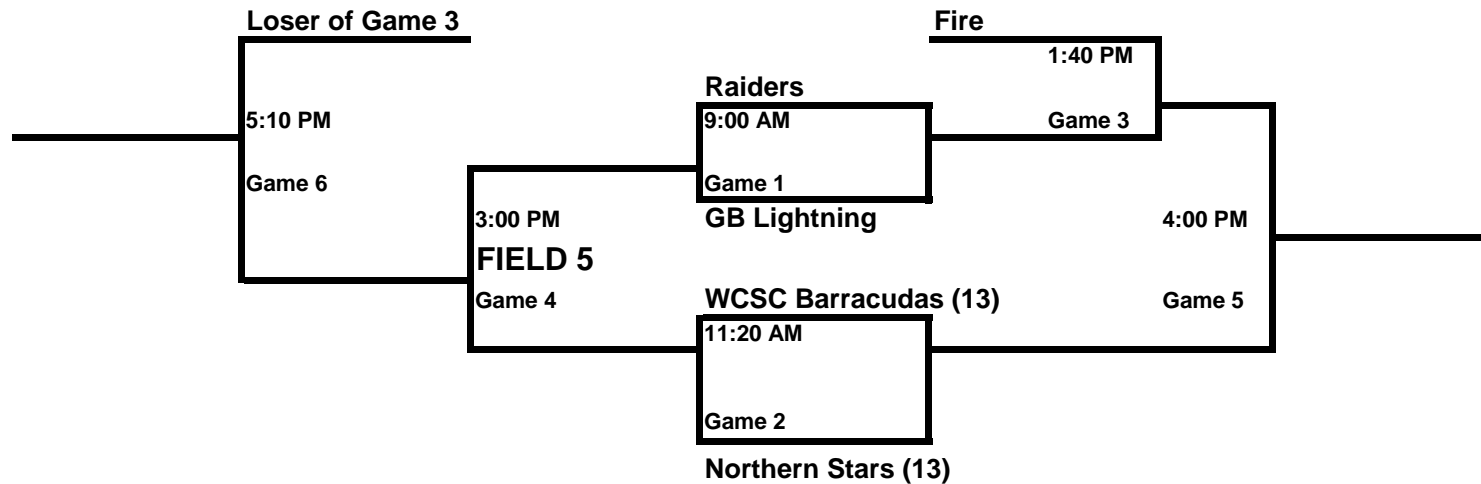 Loser of Game 3
Fire
1:40 PM
Raiders
5:10 PM
9:00 AM
Game 3
Game 6
Game 1
3:00 PM
GB Lightning
4:00 PM
FIELD 5
Game 4
WCSC Barracudas (13)
Game 5
11:20 AM
Game 2
Northern Stars (13)